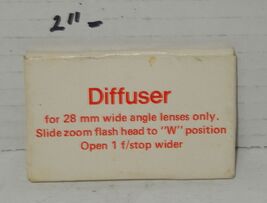 2"-
Diffuser
for 28 mm wide angle lenses only.
Slide zoom flash head to "W" position
Open 1 f/stop wider